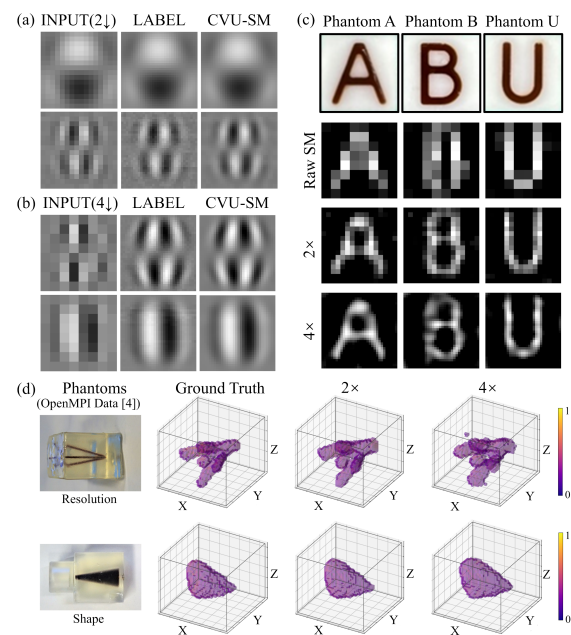 (a) INPUT(2↓) LABEL CVU-SM
(b) INPUT(4↓) LABEL CVU-SM
(c) Phantom A Phantom B Phantom U
A B U
Raw SM
2×
4×
(d) Phantoms Ground Truth 2× 4×
(OpenMPI Data [4])
Z Z Z 1
0
X Y X Y X Y
Resolution
Z Z Z 1
0
X Y X Y X Y
Shape